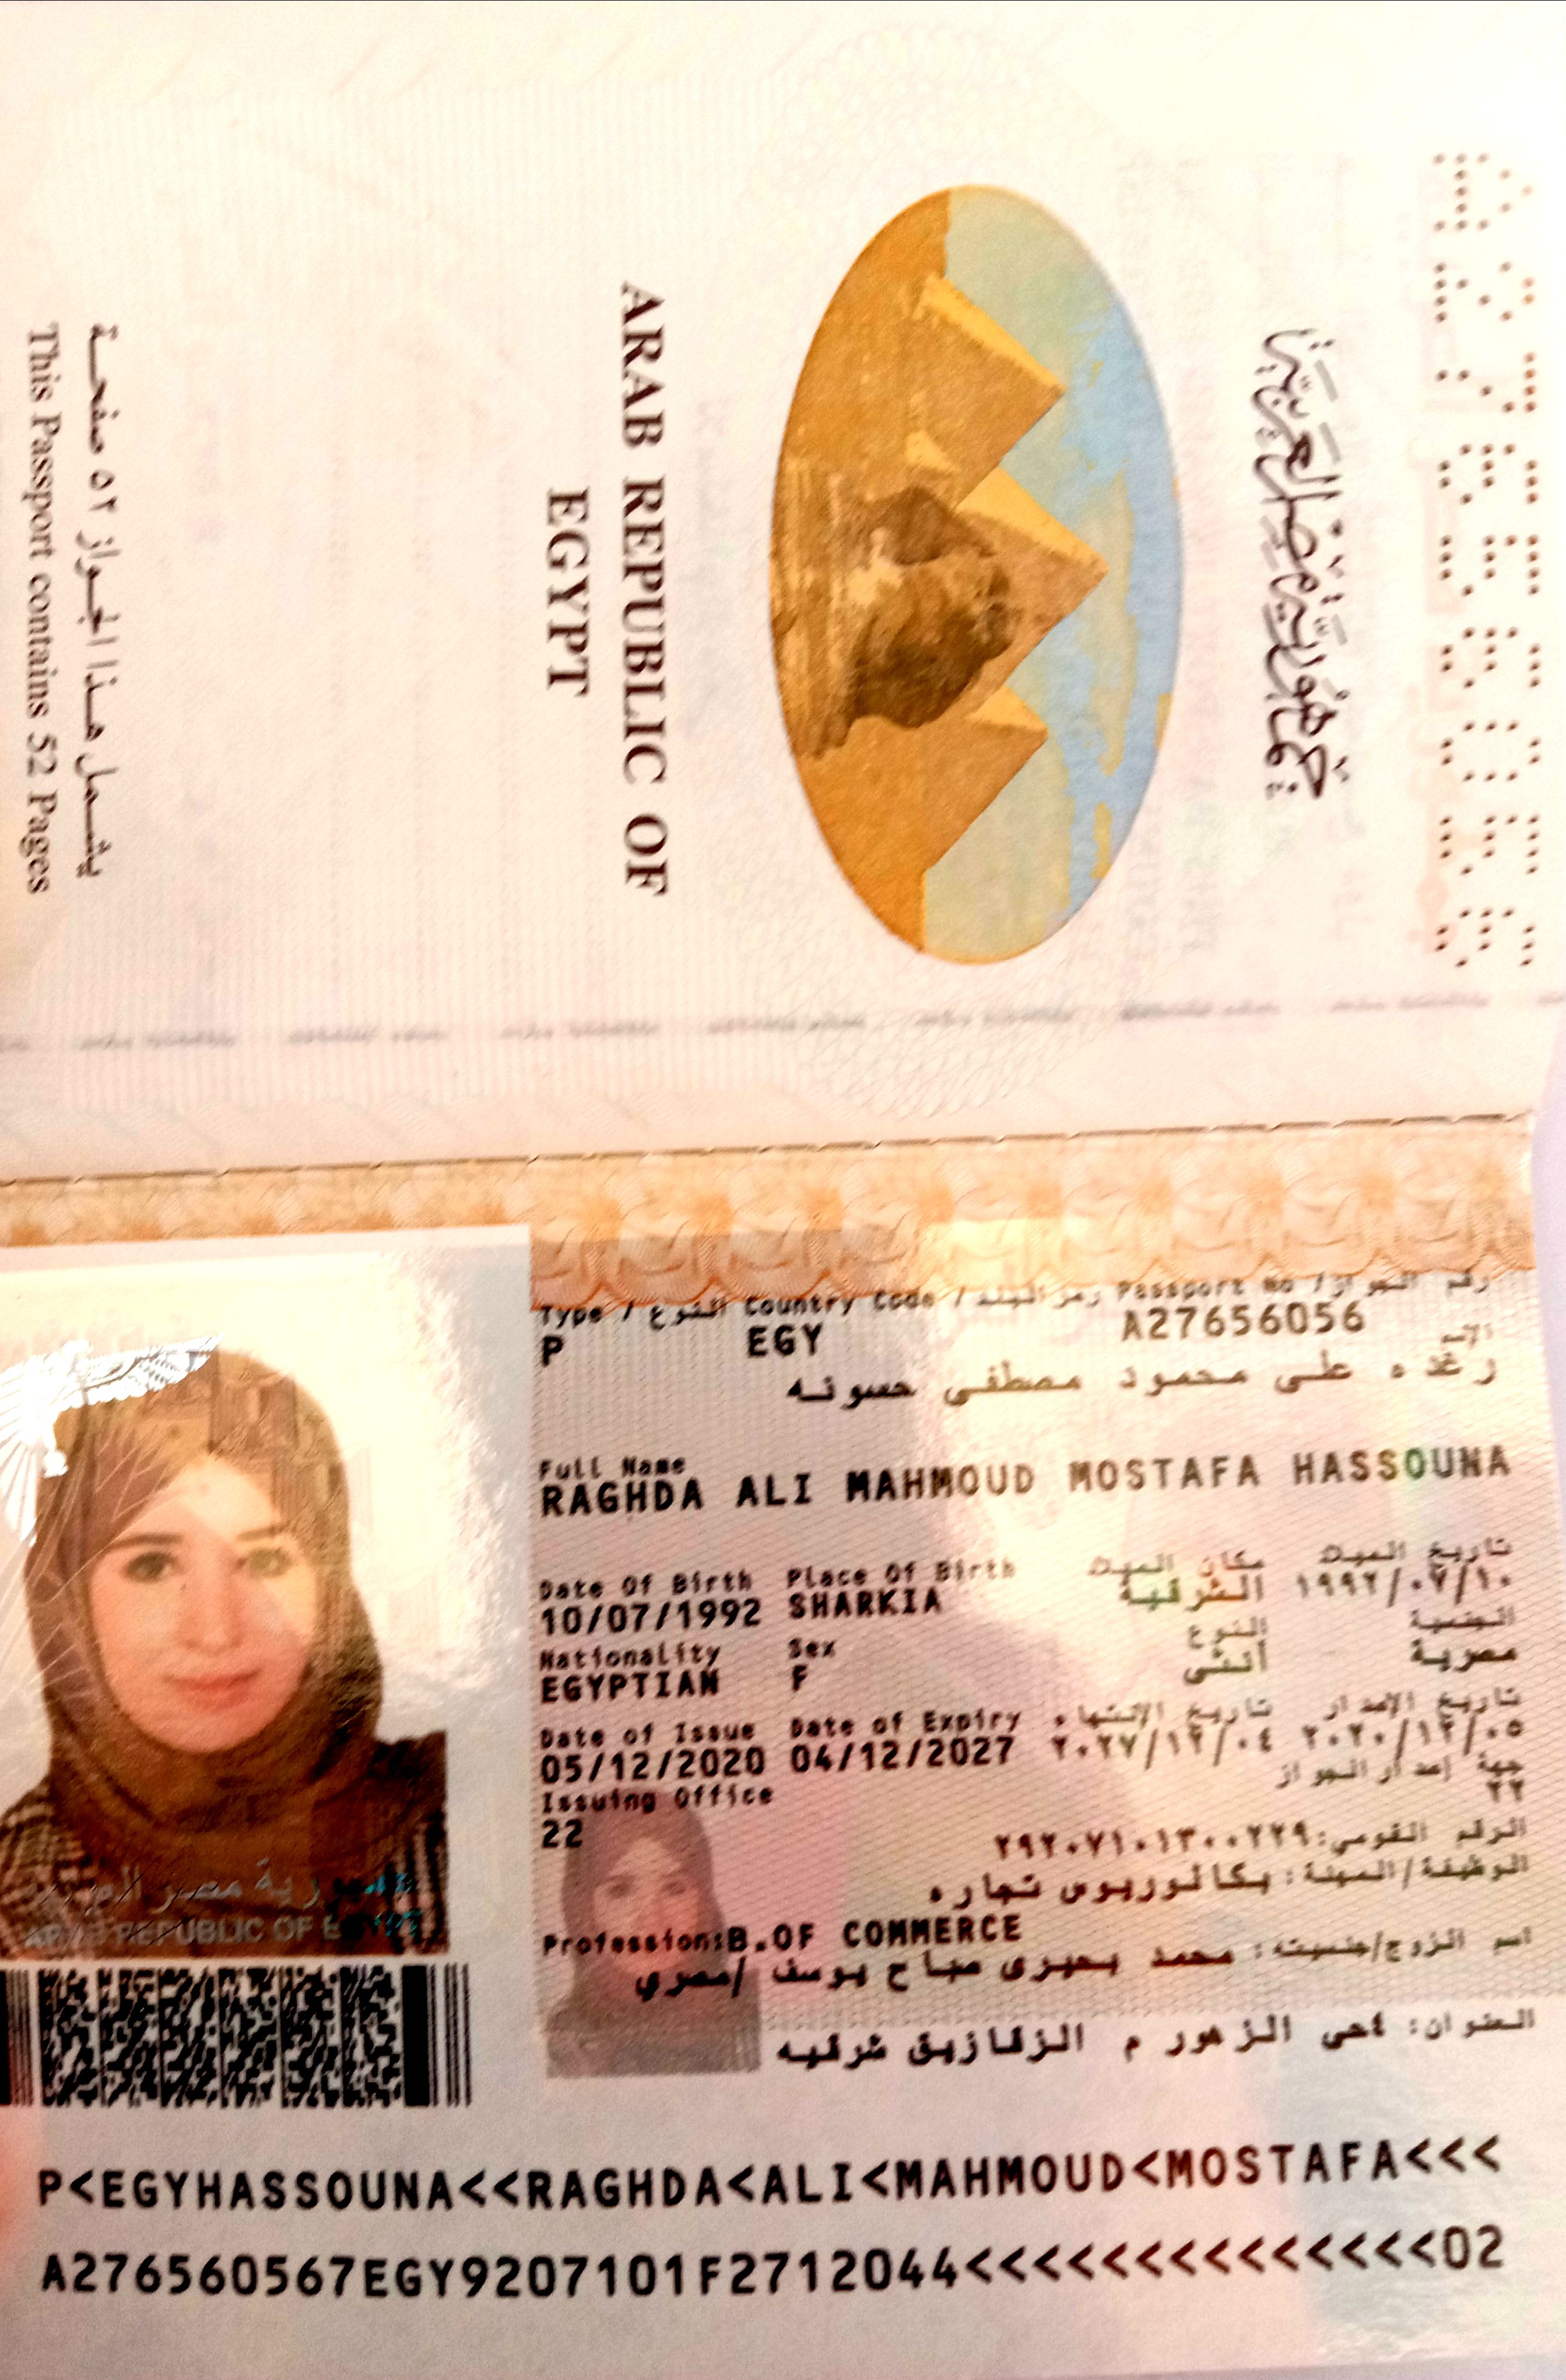 A27656056
جمهورية مصر العربية
ARAB REPUBLIC OF
EGYPT
يشمل هذا الجواز ٥٢ صفحة
This Passport contains 52 Pages
Type / النوع Country Code / رمز البلد Passport No / رقم الجواز
P EGY A27656056
الإسم
رغده على محمود مصطفى حسونه
Full Name
RAGHDA ALI MAHMOUD MOSTAFA HASSOUNA
Date Of Birth Place Of Birth مكان الميلاد تاريخ الميلاد
10/07/1992 SHARKIA الشرقية ١٩٩٢/٠٧/١٠
Nationality Sex النوع الجنسية
EGYPTIAN F أنثى مصرية
Date of Issue Date of Expiry تاريخ الإنتهاء تاريخ الإصدار
05/12/2020 04/12/2027 ٢٠٢٧/١٢/٠٤ ٢٠٢٠/١٢/٠٥
Issuing Office جهة إصدار الجواز
22 ٢٢
الرقم القومي: ٢٩٢٠٧١٠١٣٠٠٢٢٩
الوظيفة/المهنة: بكالوريوس تجاره
Profession:B.OF COMMERCE
اسم الزوج/جنسيته: محمد يحيرى صباح يوسف /مصري
العنوان: ٤حى الزهور م الزقازيق شرقيه
جمهورية مصر العربية
ARAB REPUBLIC OF EGYPT
P<EGYHASSOUNA<<RAGHDA<ALI<MAHMOUD<MOSTAFA<<<
A276560567EGY9207101F2712044<<<<<<<<<<<<<<02